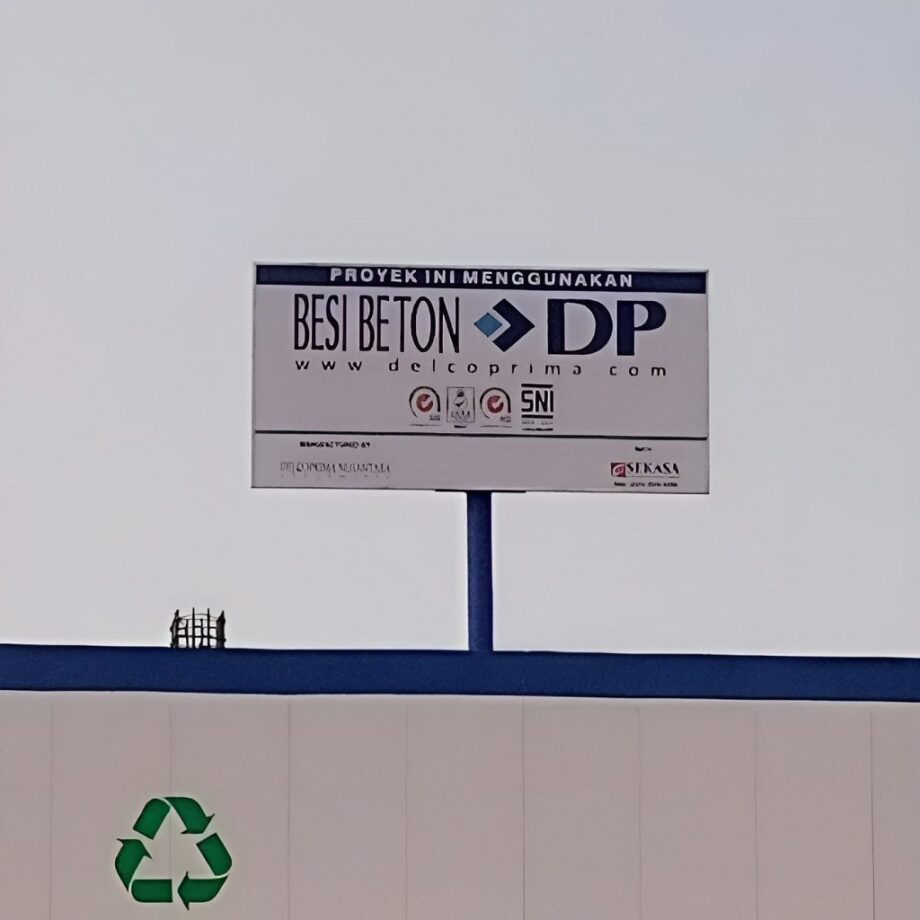 PROYEK INI MENGGUNAKAN
BESI BETON DP
www delcoprima com
SNI
SEKASA